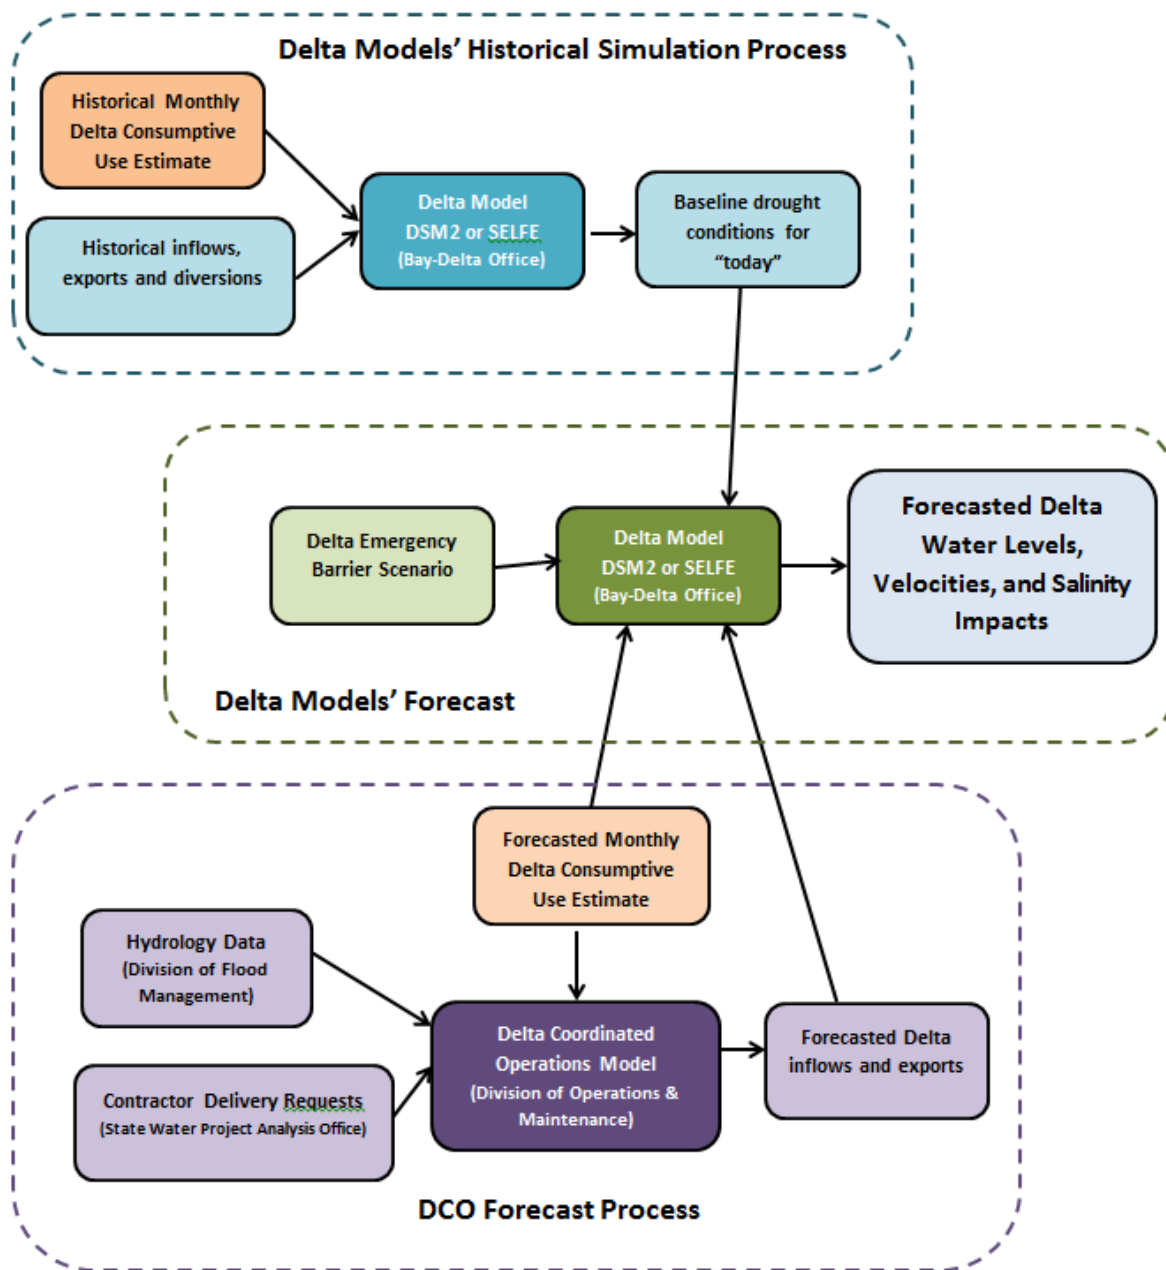 Delta Models' Historical Simulation Process
Historical Monthly
Delta Consumptive
Use Estimate
Historical inflows,
exports and diversions
Delta Model
DSM2 or SELFE
(Bay-Delta Office)
Baseline drought
conditions for
“today”
Delta Emergency
Barrier Scenario
Delta Model
DSM2 or SELFE
(Bay-Delta Office)
Forecasted Delta
Water Levels,
Velocities, and Salinity
Impacts
Delta Models' Forecast
Forecasted Monthly
Delta Consumptive
Use Estimate
Hydrology Data
(Division of Flood
Management)
Contractor Delivery Requests
(State Water Project Analysis Office)
Delta Coordinated
Operations Model
(Division of Operations &
Maintenance)
Forecasted Delta
inflows and exports
DCO Forecast Process